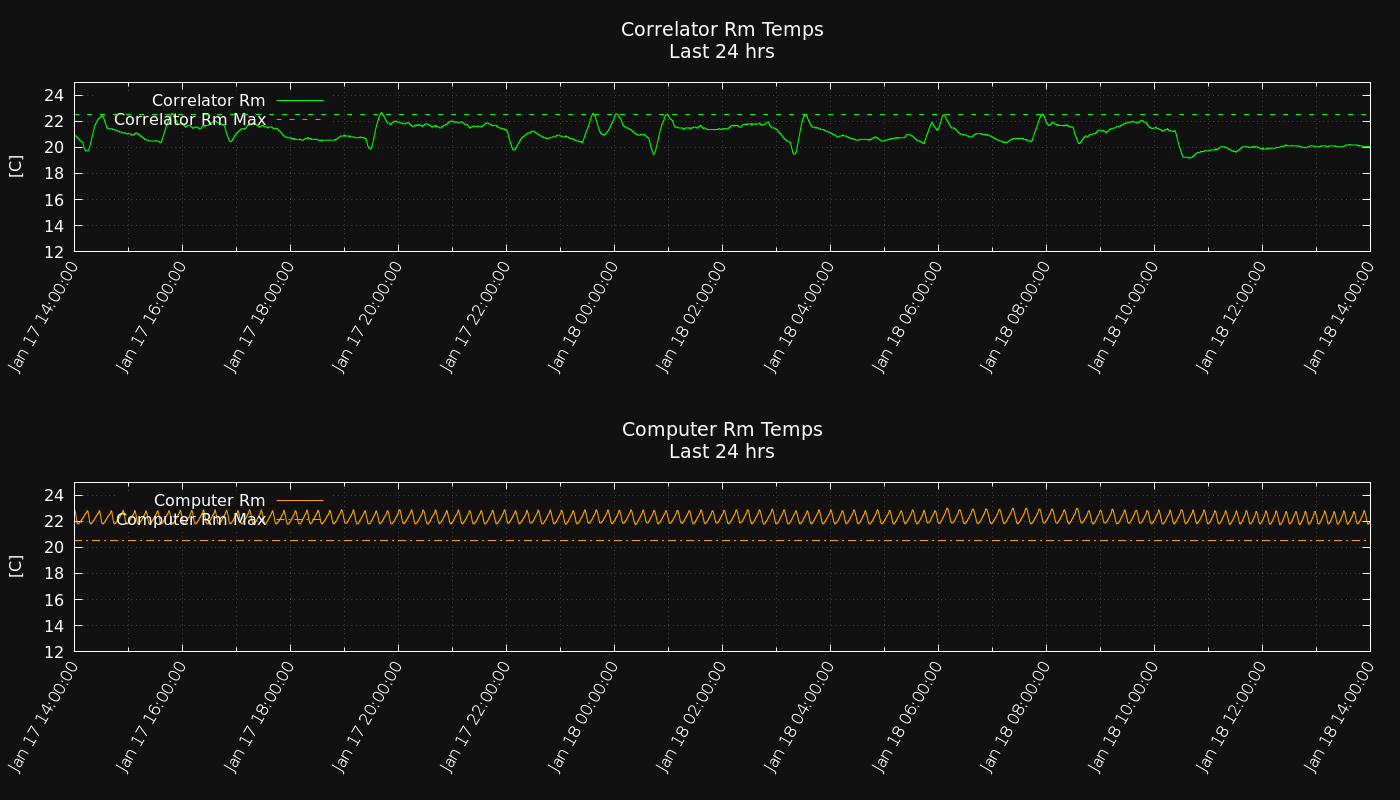 Correlator Rm Temps
Last 24 hrs
24
22
20
18
16
14
12
[C]
Correlator Rm
Correlator Rm Max
Jan 17 14:00:00
Jan 17 16:00:00
Jan 17 18:00:00
Jan 17 20:00:00
Jan 17 22:00:00
Jan 18 00:00:00
Jan 18 02:00:00
Jan 18 04:00:00
Jan 18 06:00:00
Jan 18 08:00:00
Jan 18 10:00:00
Jan 18 12:00:00
Jan 18 14:00:00
Computer Rm Temps
Last 24 hrs
24
22
20
18
16
14
12
[C]
Computer Rm
Computer Rm Max
Jan 17 14:00:00
Jan 17 16:00:00
Jan 17 18:00:00
Jan 17 20:00:00
Jan 17 22:00:00
Jan 18 00:00:00
Jan 18 02:00:00
Jan 18 04:00:00
Jan 18 06:00:00
Jan 18 08:00:00
Jan 18 10:00:00
Jan 18 12:00:00
Jan 18 14:00:00